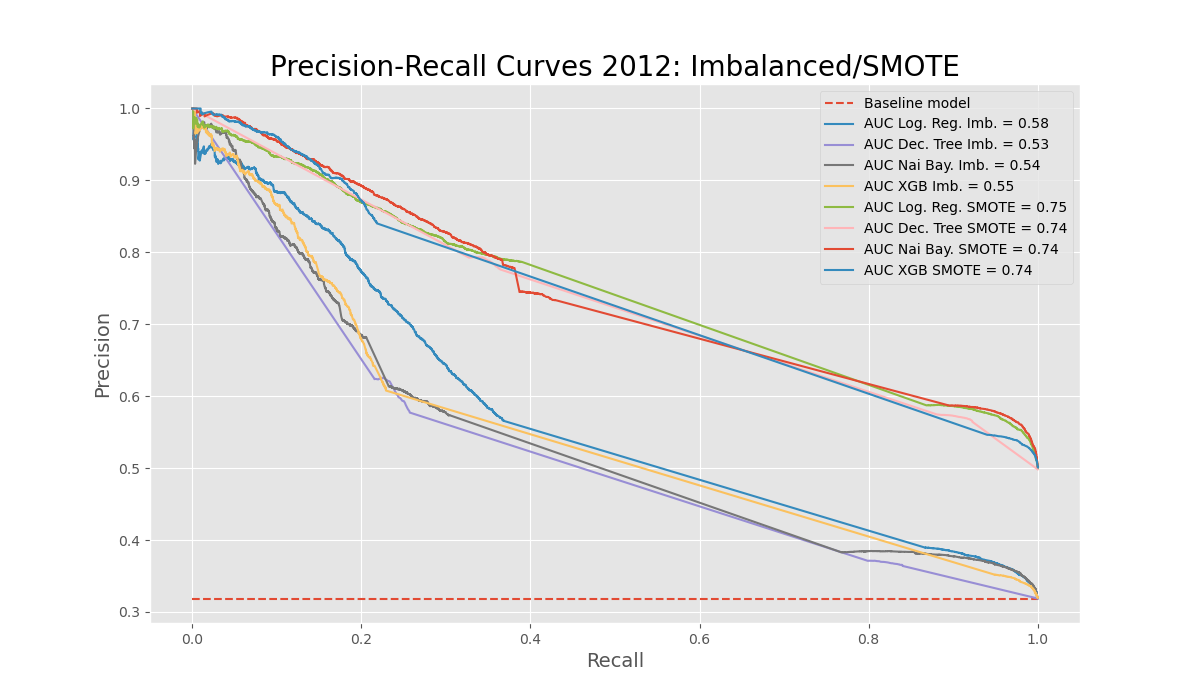 Precision-Recall Curves 2012: Imbalanced/SMOTE
Baseline model
AUC Log. Reg. Imb. = 0.58
AUC Dec. Tree Imb. = 0.53
AUC Nai Bay. Imb. = 0.54
AUC XGB Imb. = 0.55
AUC Log. Reg. SMOTE = 0.75
AUC Dec. Tree SMOTE = 0.74
AUC Nai Bay. SMOTE = 0.74
AUC XGB SMOTE = 0.74
Precision
1.0
0.9
0.8
0.7
0.6
0.5
0.4
0.3
0.0 0.2 0.4 0.6 0.8 1.0
Recall